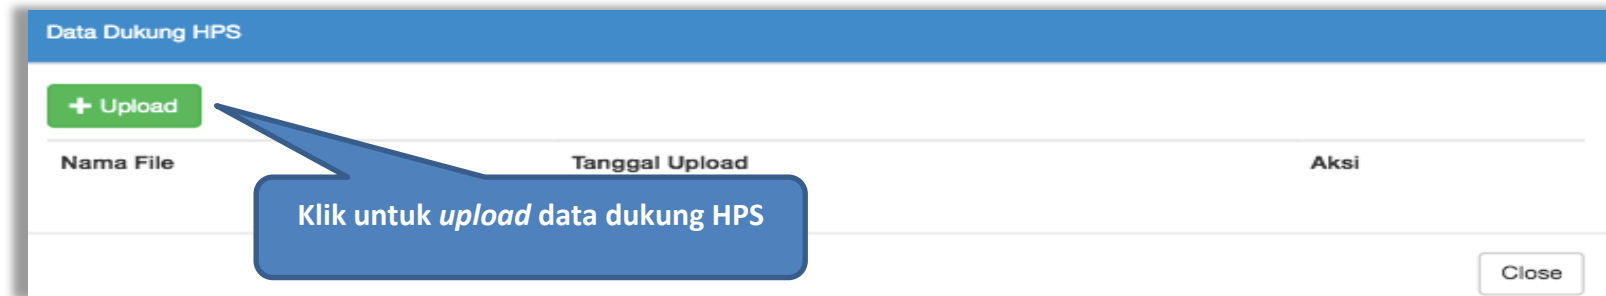 Data Dukung HPS
+ Upload
Nama File Tanggal Upload Aksi
Klik untuk upload data dukung HPS
Close